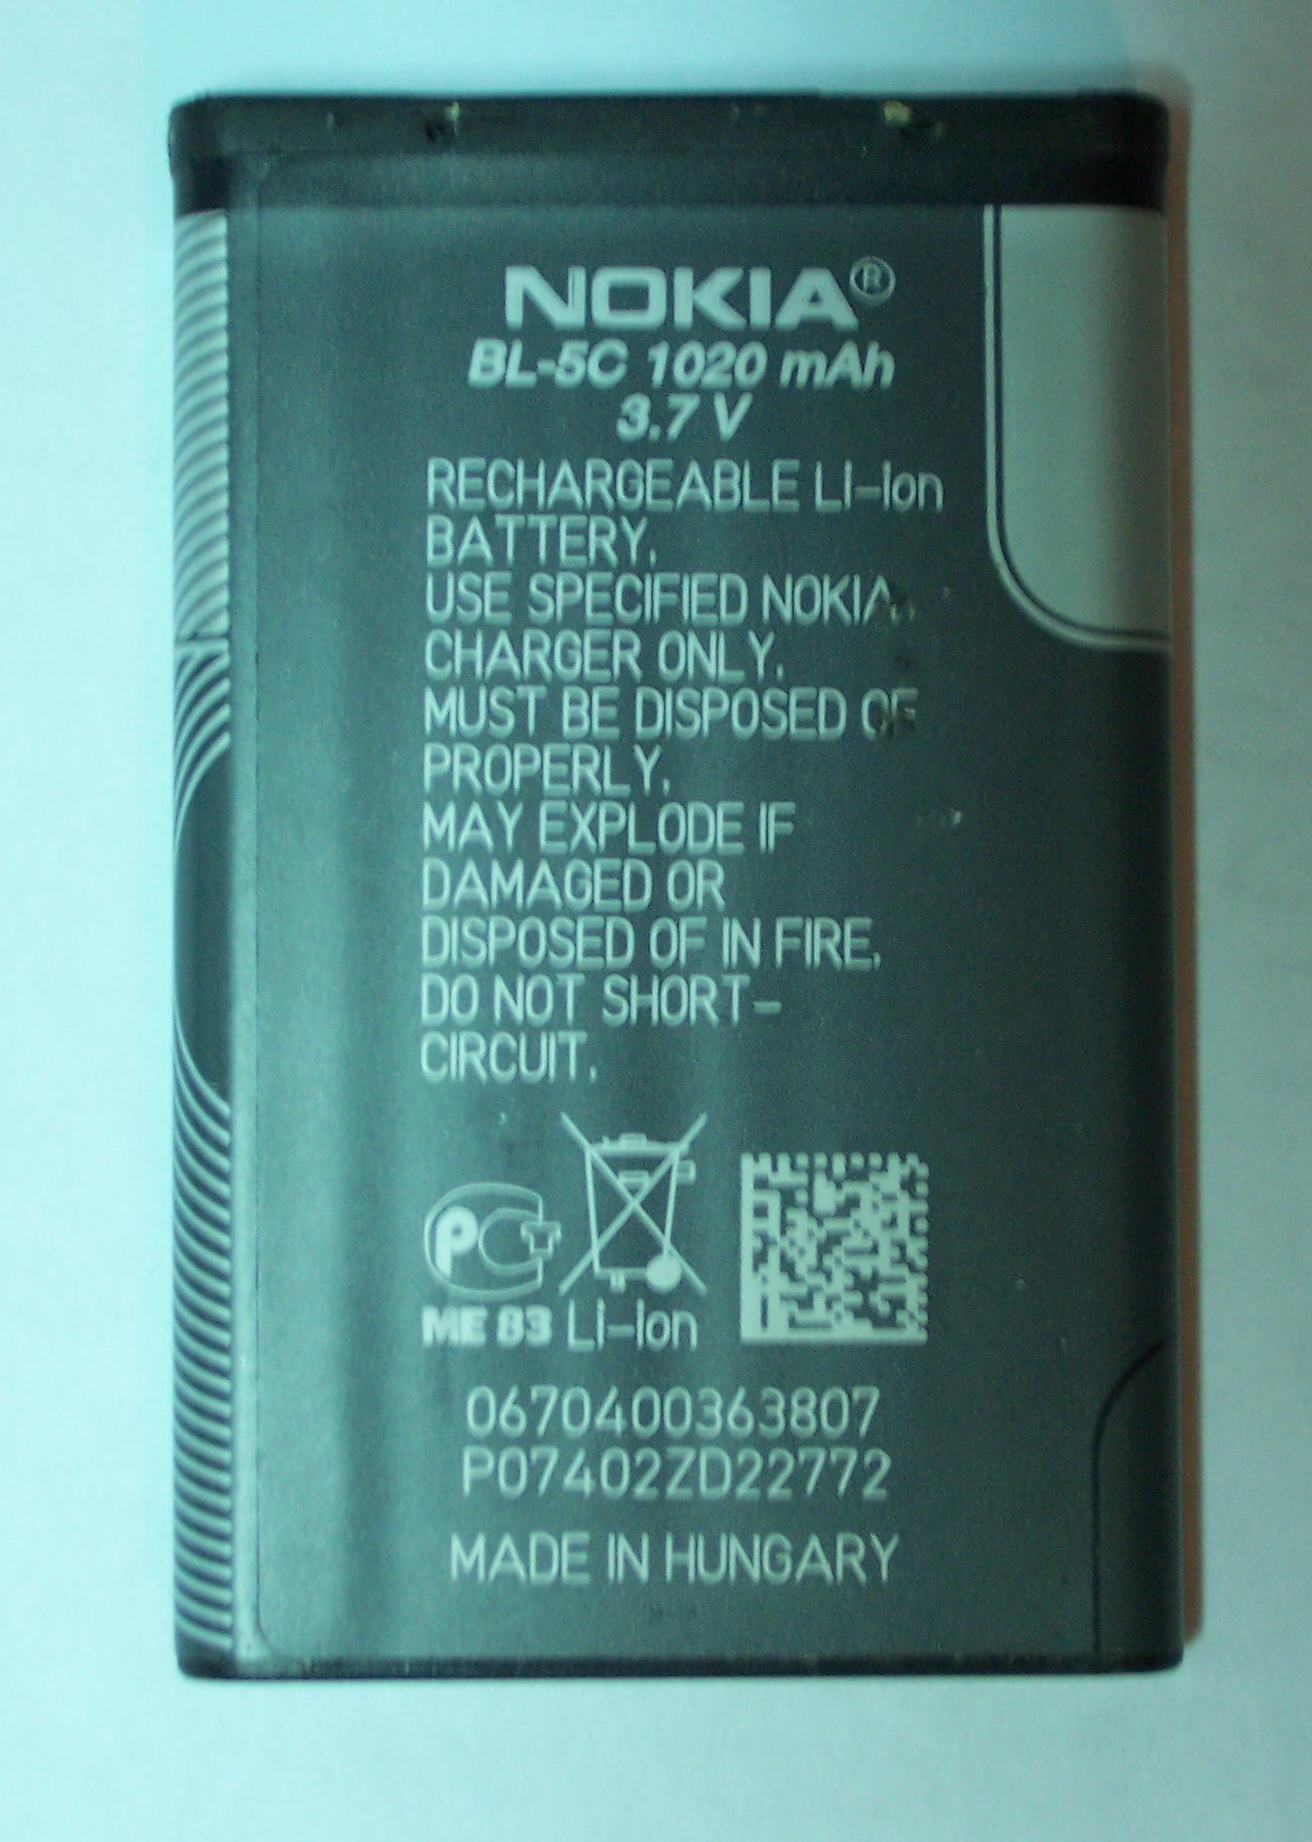 NOKIA®
BL-5C 1020 mAh
3.7 V
RECHARGEABLE Li-ion
BATTERY.
USE SPECIFIED NOKIA
CHARGER ONLY.
MUST BE DISPOSED OF
PROPERLY.
MAY EXPLODE IF
DAMAGED OR
DISPOSED OF IN FIRE.
DO NOT SHORT-
CIRCUIT.
PCT
ME 83 Li-ion
0670400363807
P07402ZD22772
MADE IN HUNGARY